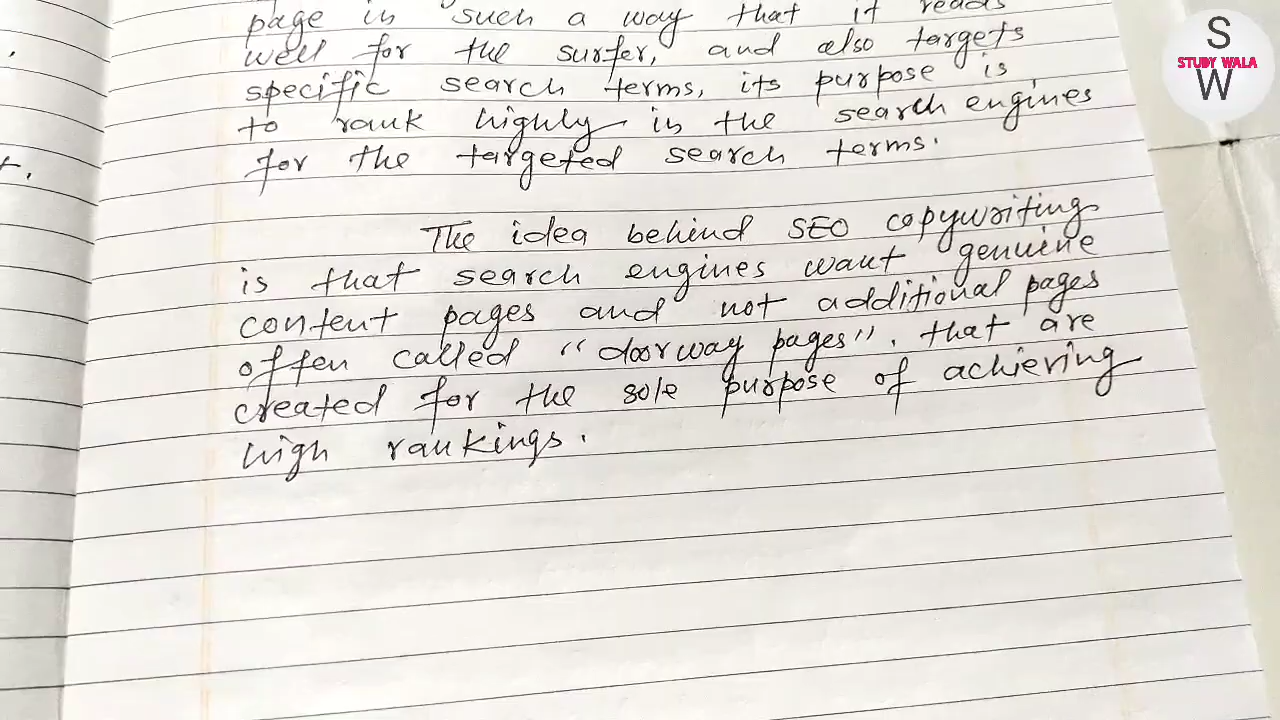 page in such a way that it reads
well for the surfer, and also targets
specific search terms, its purpose is
to rank highly in the search engines
for the targeted search terms.
The idea behind SEO copywriting
is that search engines want genuine
content pages and not additional pages
often called "doorway pages". that are
created for the sole purpose of achieving
high rankings.
S
STUDY WALA
W